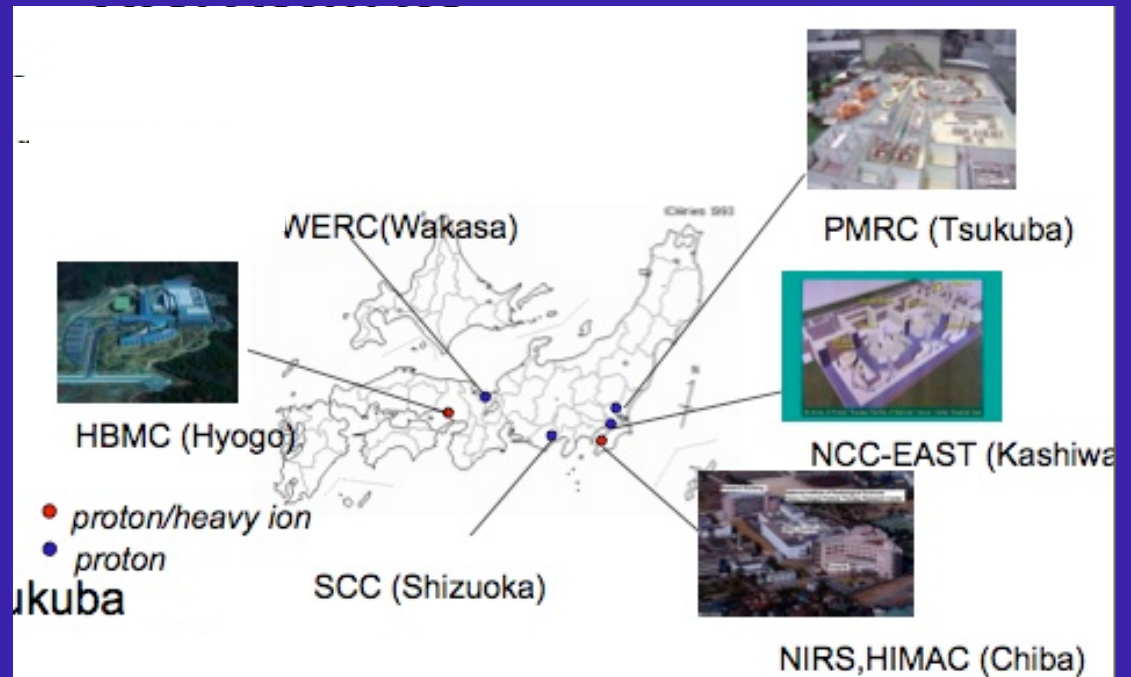 WERC(Wakasa)
PMRC (Tsukuba)
HBMC (Hyogo)
NCC-EAST (Kashiwa
proton/heavy ion
proton
SCC (Shizuoka)
ukuba
NIRS,HIMAC (Chiba)